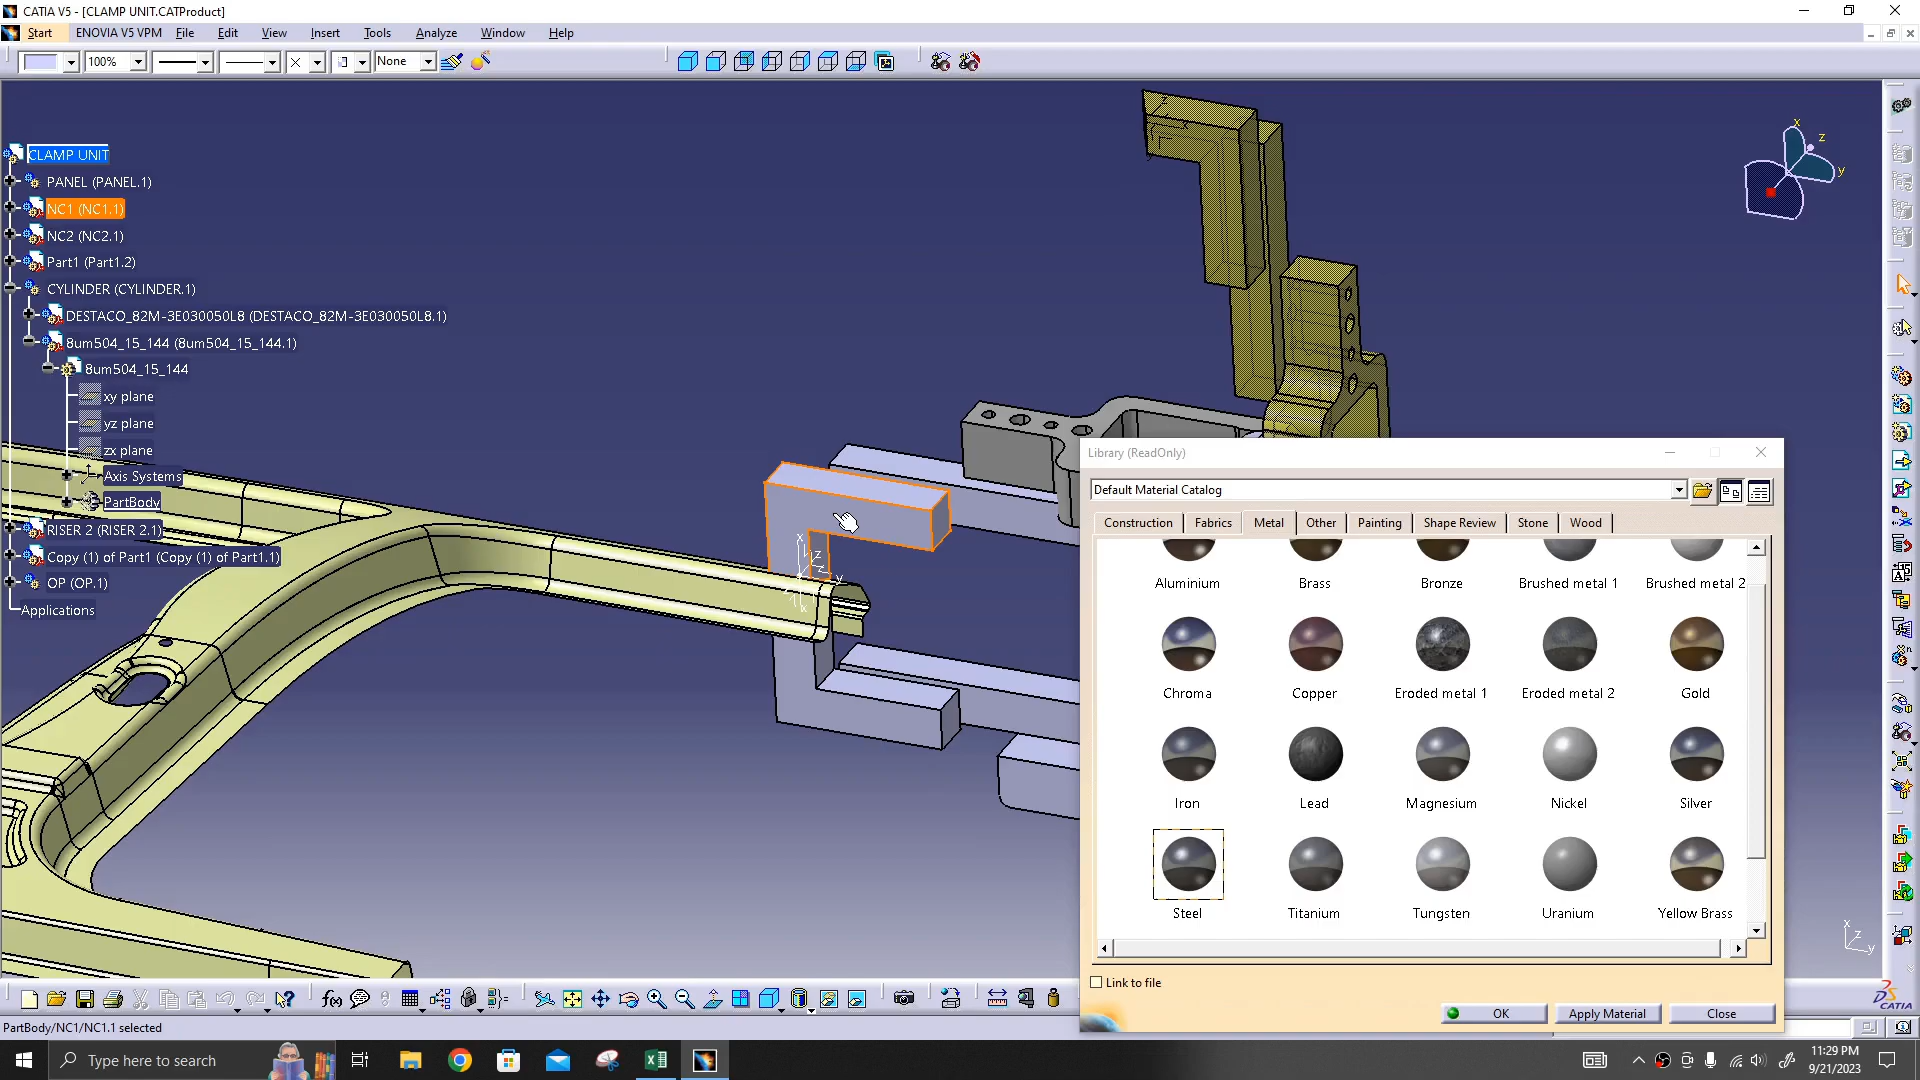 CATIA V5 - [CLAMP UNIT.CATProduct]
Start ENOVIA V5 VPM File Edit View Insert Tools Analyze Window Help
100% None
CLAMP UNIT
PANEL (PANEL.1)
NC1 (NC1.1)
NC2 (NC2.1)
Part1 (Part1.2)
CYLINDER (CYLINDER.1)
DESTACO_82M-3E030050L8 (DESTACO_82M-3E030050L8.1)
8um504_15_144 (8um504_15_144.1)
8um504_15_144
xy plane
yz plane
zx plane
Axis Systems
PartBody
RISER 2 (RISER 2.1)
Copy (1) of Part1 (Copy (1) of Part1.1)
OP (OP.1)
Applications
x
z
y
Library (ReadOnly)
Default Material Catalog
Construction Fabrics Metal Other Painting Shape Review Stone Wood
Aluminium Brass Bronze Brushed metal 1 Brushed metal 2
Chroma Copper Eroded metal 1 Eroded metal 2 Gold
Iron Lead Magnesium Nickel Silver
Steel Titanium Tungsten Uranium Yellow Brass
Link to file
OK Apply Material Close
x
z
y
CATIA
PartBody/NC1/NC1.1 selected
Type here to search
11:29 PM
9/21/2023